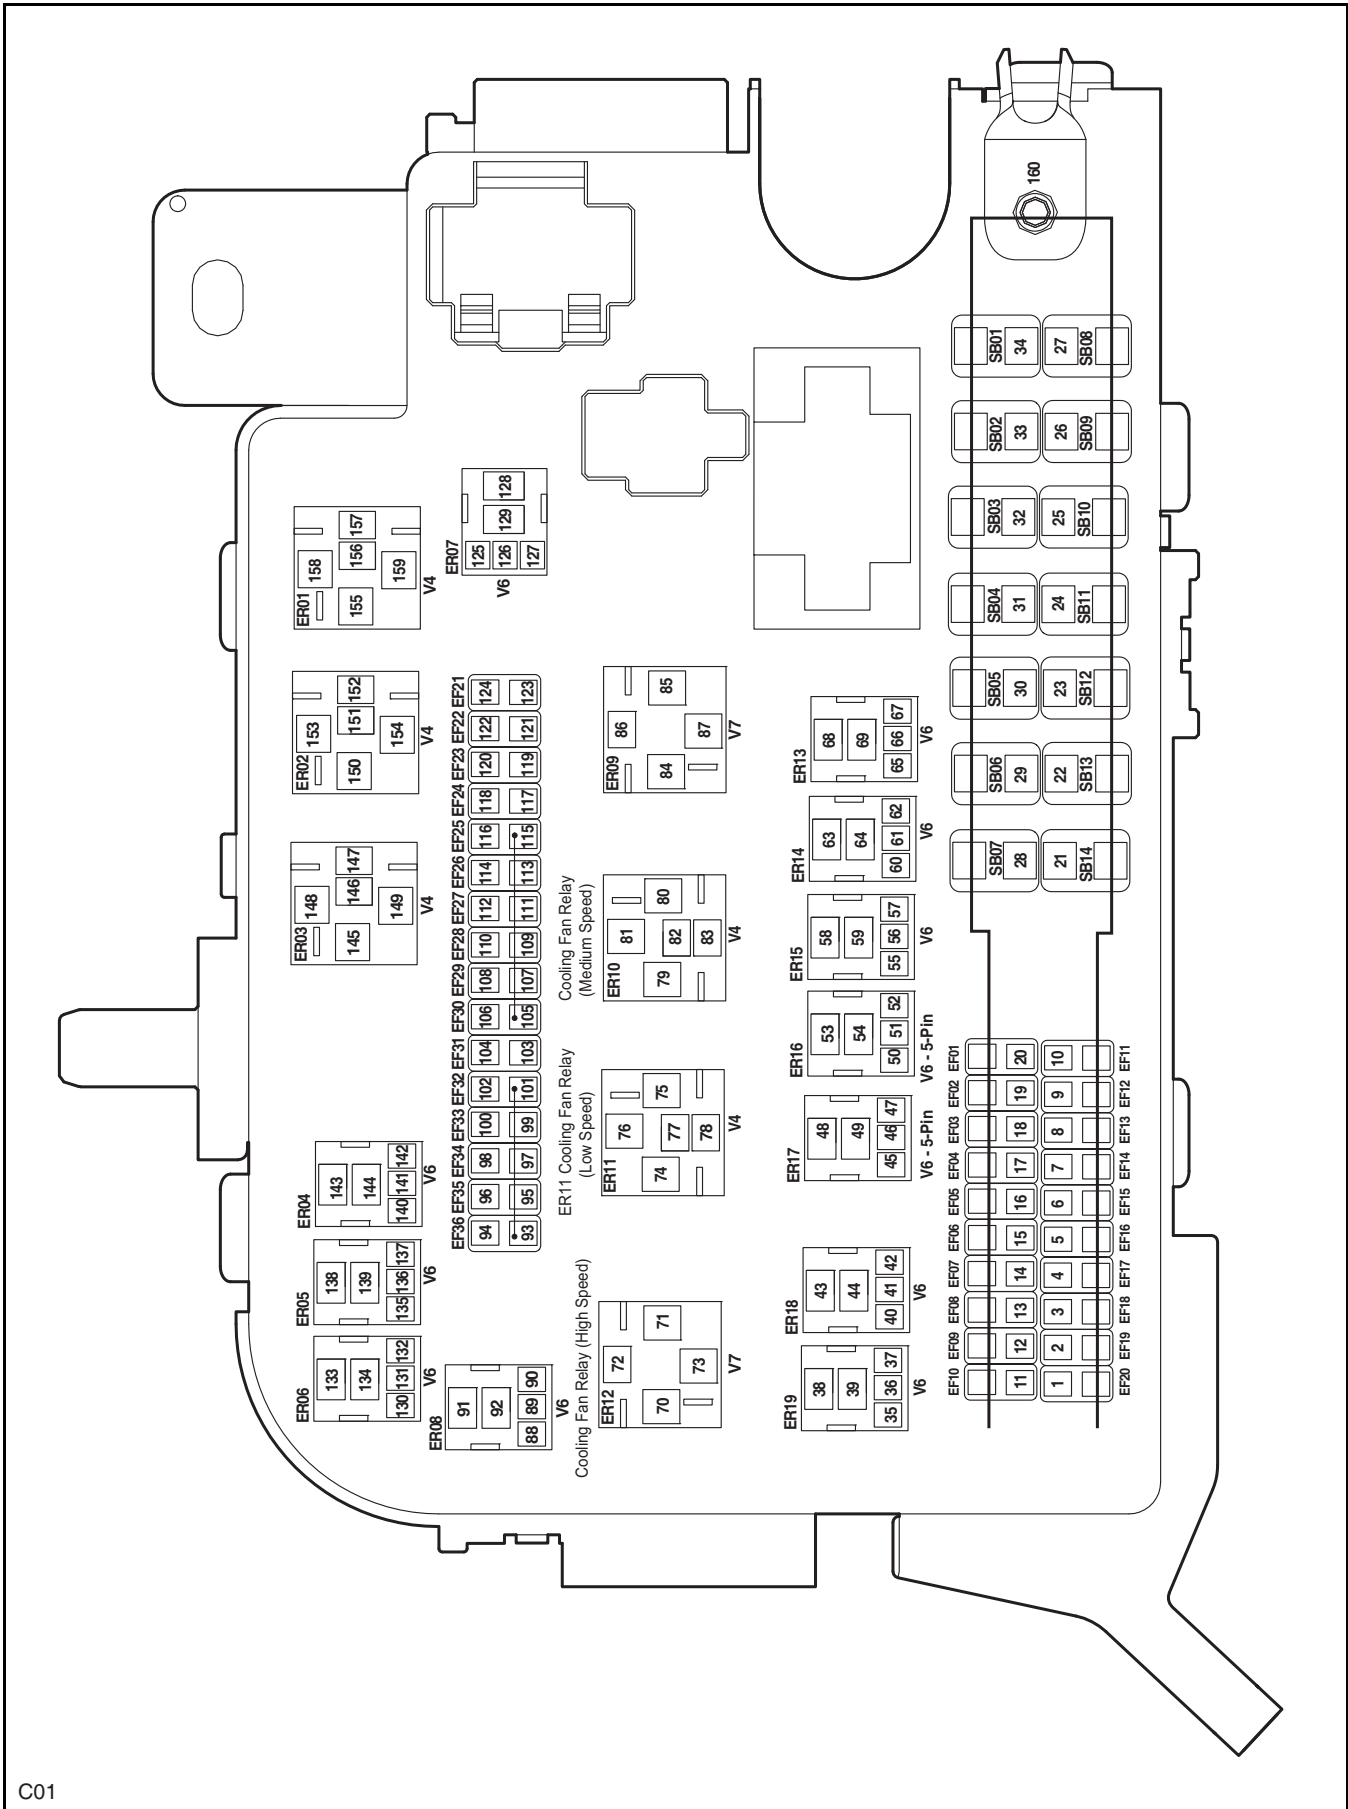 160
SB01
34
27
SB08
SB02
33
26
SB09
SB03
32
25
SB10
SB04
31
24
SB11
SB05
30
23
SB12
SB06
29
22
SB13
SB07
28
21
SB14
ER01
158
157
156
155
159
V4
ER07
128
129
125
126
127
V6
ER02
153
152
151
150
154
V4
ER03
148
147
146
145
149
V4
EF21
124
123
EF22
122
121
EF23
120
119
EF24
118
117
EF25
116
115
EF26
114
113
EF27
112
111
EF28
110
109
EF29
108
107
EF30
106
105
EF31
104
103
EF32
102
101
EF33
100
99
EF34
98
97
EF35
96
95
EF36
94
93
ER09
86
85
84
87
V7
Cooling Fan Relay
(Medium Speed)
ER10
81
80
79
82
83
V4
ER11 Cooling Fan Relay
(Low Speed)
ER11
76
75
74
77
78
V4
Cooling Fan Relay (High Speed)
ER12
72
71
70
73
V7
ER13
68
69
67
66
65
V6
ER14
63
64
62
61
60
V6
ER15
58
59
57
56
55
V6
ER16
53
54
52
51
50
V6 - 5-Pin
ER17
48
49
47
46
45
V6 - 5-Pin
ER18
43
44
42
41
40
V6
ER19
38
39
37
36
35
V6
ER04
143
144
142
141
140
V6
ER05
138
139
137
136
135
V6
ER06
133
134
132
131
130
V6
ER08
91
92
90
89
88
V6
EF01
20
10
EF11
EF02
19
9
EF12
EF03
18
8
EF13
EF04
17
7
EF14
EF05
16
6
EF15
EF06
15
5
EF16
EF07
14
4
EF17
EF08
13
3
EF18
EF09
12
2
EF19
EF10
11
1
EF20
C01